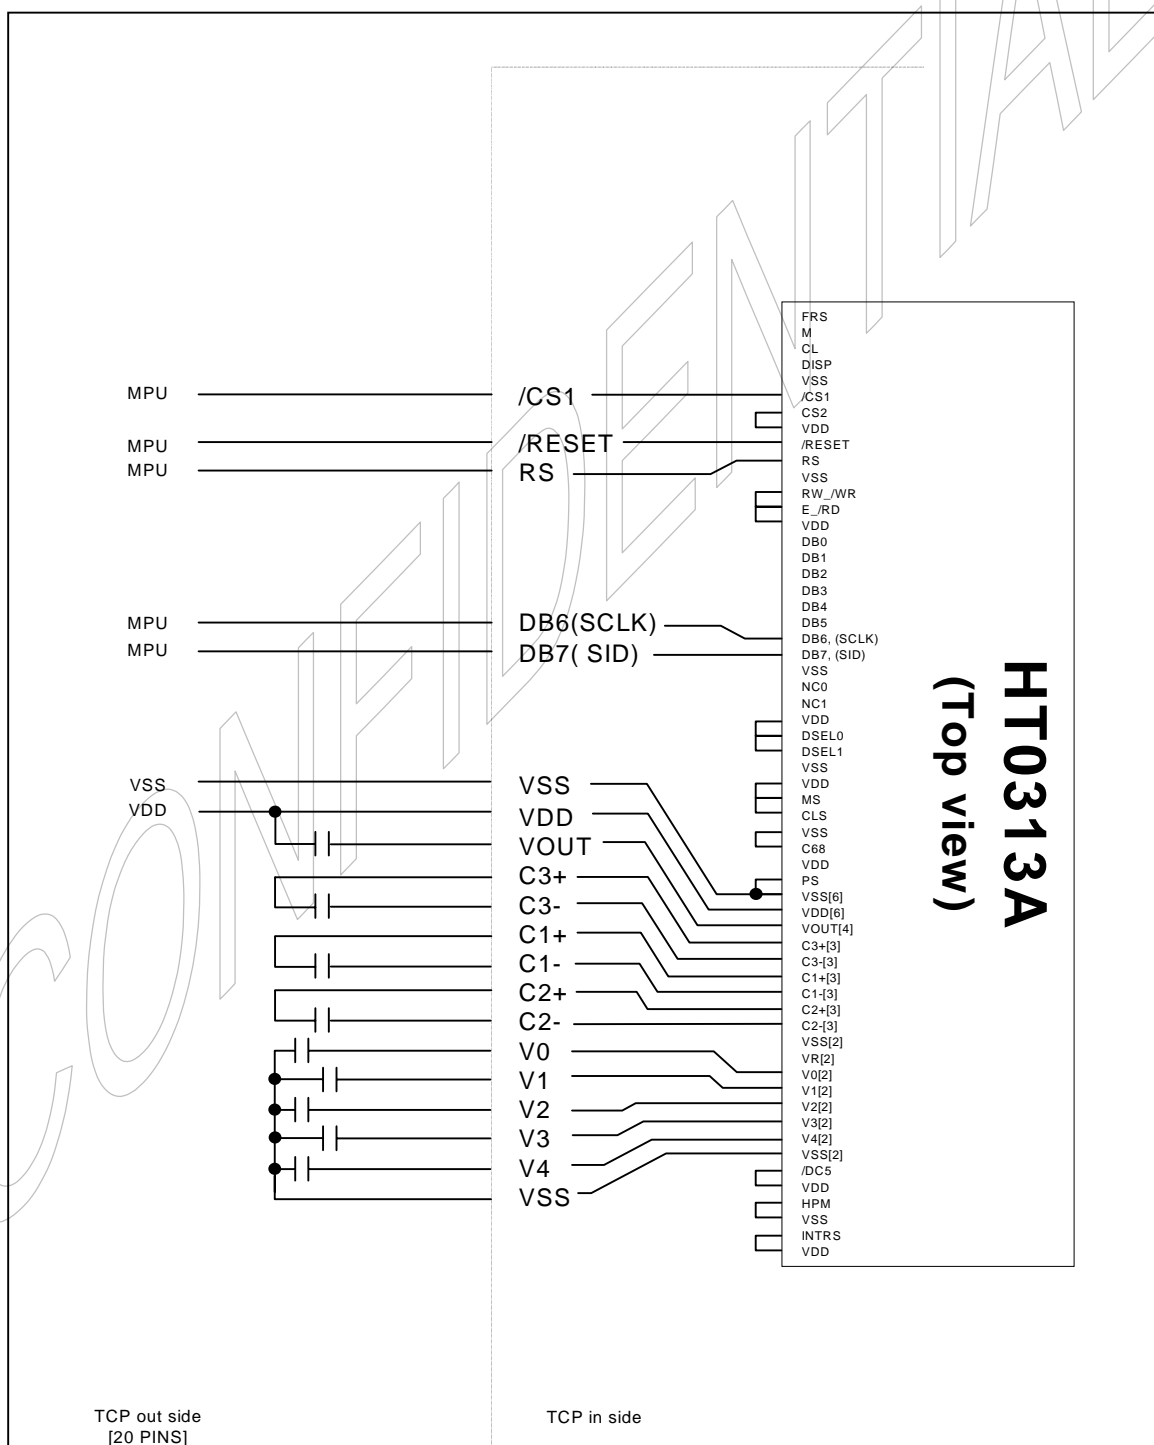 CONFIDENTIAL
MPU
MPU
MPU
MPU
MPU
VSS
VDD
/CS1
/RESET
RS
DB6(SCLK)
DB7( SID)
VSS
VDD
VOUT
C3+
C3-
C1+
C1-
C2+
C2-
V0
V1
V2
V3
V4
VSS
FRS
M
CL
DISP
VSS
/CS1
CS2
VDD
/RESET
RS
VSS
RW_/WR
E_/RD
VDD
DB0
DB1
DB2
DB3
DB4
DB5
DB6, (SCLK)
DB7, (SID)
VSS
NC0
NC1
VDD
DSEL0
DSEL1
VSS
VDD
MS
CLS
VSS
C68
VDD
PS
VSS[6]
VDD[6]
VOUT[4]
C3+[3]
C3-[3]
C1+[3]
C1-[3]
C2+[3]
C2-[3]
VSS[2]
VR[2]
V0[2]
V1[2]
V2[2]
V3[2]
V4[2]
VSS[2]
/DC5
VDD
HPM
VSS
INTRS
VDD
HT0313A
(Top view)
TCP out side
[20 PINS]
TCP in side